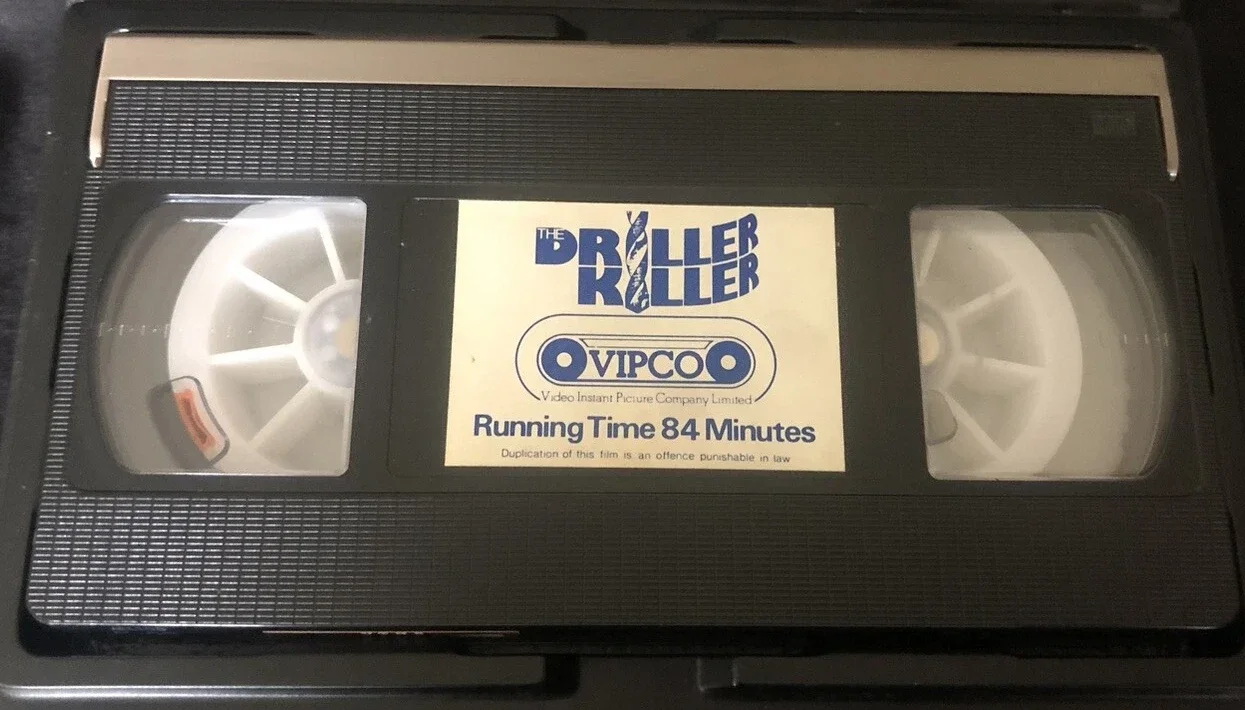 THE DRILLER
KILLER
VIPCO
Video Instant Picture Company Limited
Running Time 84 Minutes
Duplication of this film is an offence punishable in law